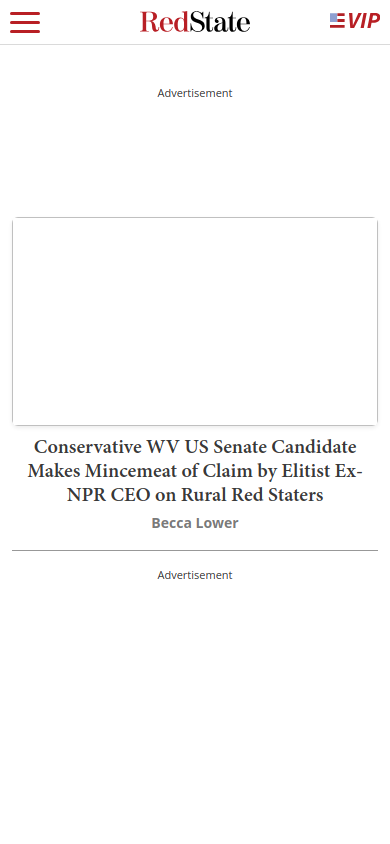 RedState
VIP
Advertisement
Conservative WV US Senate Candidate
Makes Mincemeat of Claim by Elitist Ex-
NPR CEO on Rural Red Staters
Becca Lower
Advertisement